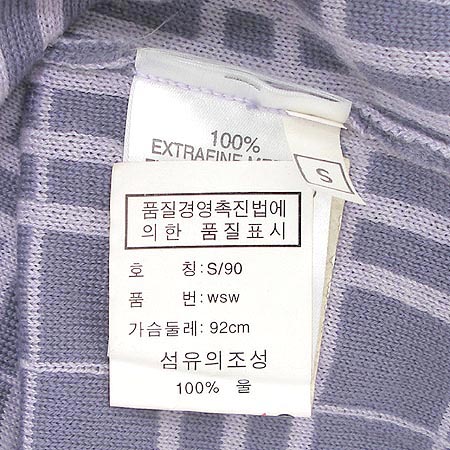 100%
EXTRAFINE
S
품질경영촉진법에
의한 품질표시
호 칭: S/90
품 번: wsw
가슴둘레: 92cm
섬유의조성
100% 울